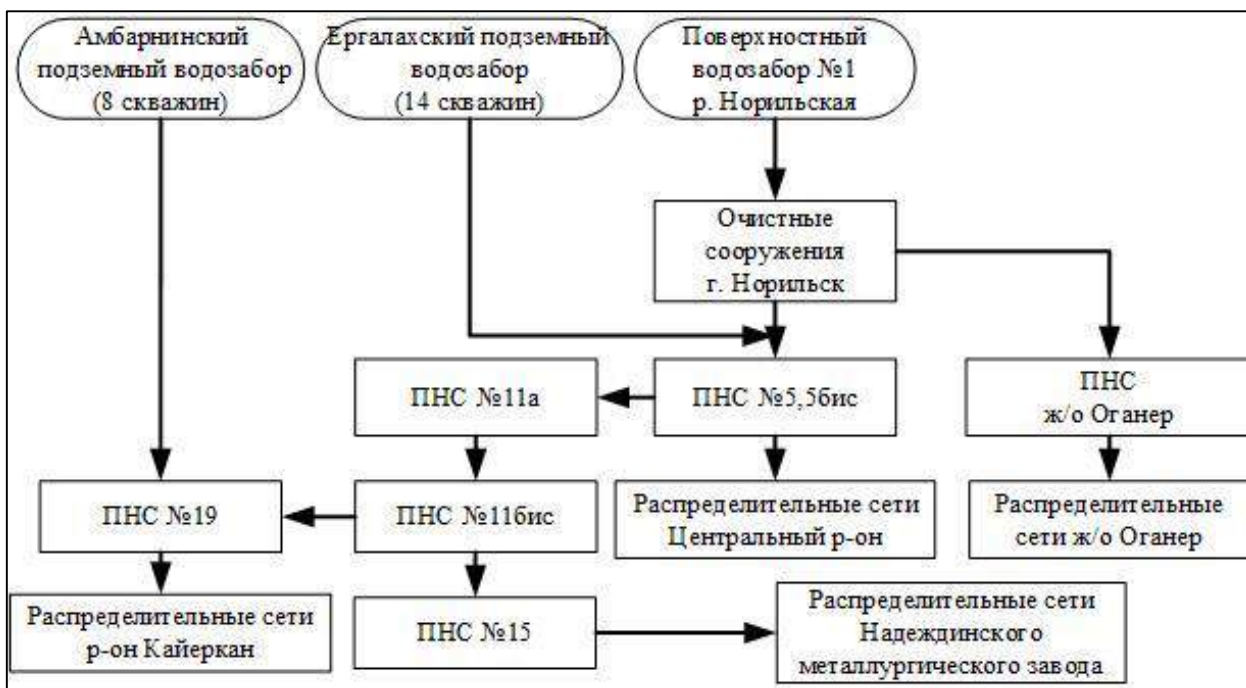 Амбарнинский
подземный водозабор
(8 скважин)
Ергалахский подземный
водозабор
(14 скважин)
Поверхностный
водозабор №1
р. Норильская
Очистные
сооружения
г. Норильск
ПНС №11а
ПНС №5,5бис
ПНС
ж/о Оганер
ПНС №19
ПНС №11бис
Распределительные сети
Центральный р-он
Распределительные
сети ж/о Оганер
Распределительные сети
р-он Кайеркан
ПНС №15
Распределительные сети
Надеждинского
металлургического завода